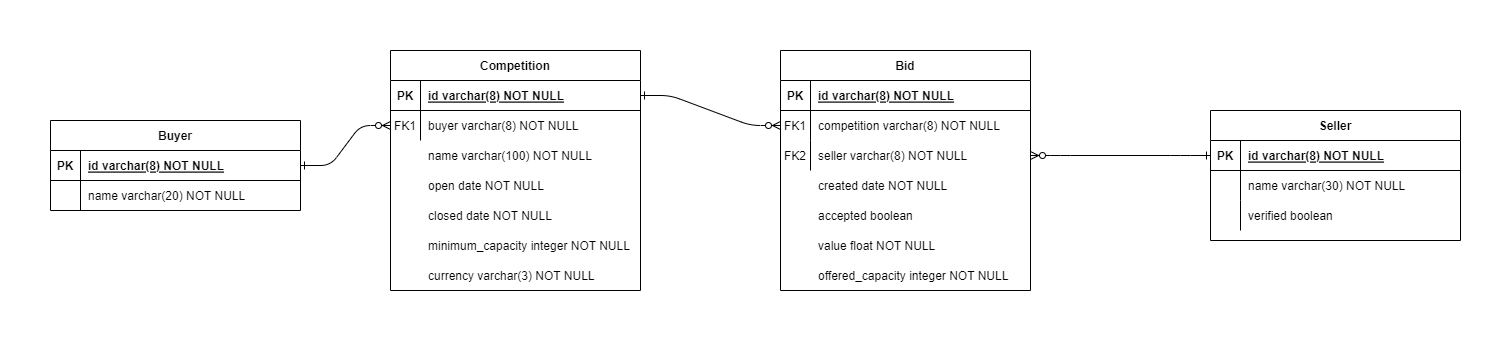 Buyer
PK id varchar(8) NOT NULL
name varchar(20) NOT NULL
Competition
PK id varchar(8) NOT NULL
FK1 buyer varchar(8) NOT NULL
name varchar(100) NOT NULL
open date NOT NULL
closed date NOT NULL
minimum_capacity integer NOT NULL
currency varchar(3) NOT NULL
Bid
PK id varchar(8) NOT NULL
FK1 competition varchar(8) NOT NULL
FK2 seller varchar(8) NOT NULL
created date NOT NULL
accepted boolean
value float NOT NULL
offered_capacity integer NOT NULL
Seller
PK id varchar(8) NOT NULL
name varchar(30) NOT NULL
verified boolean